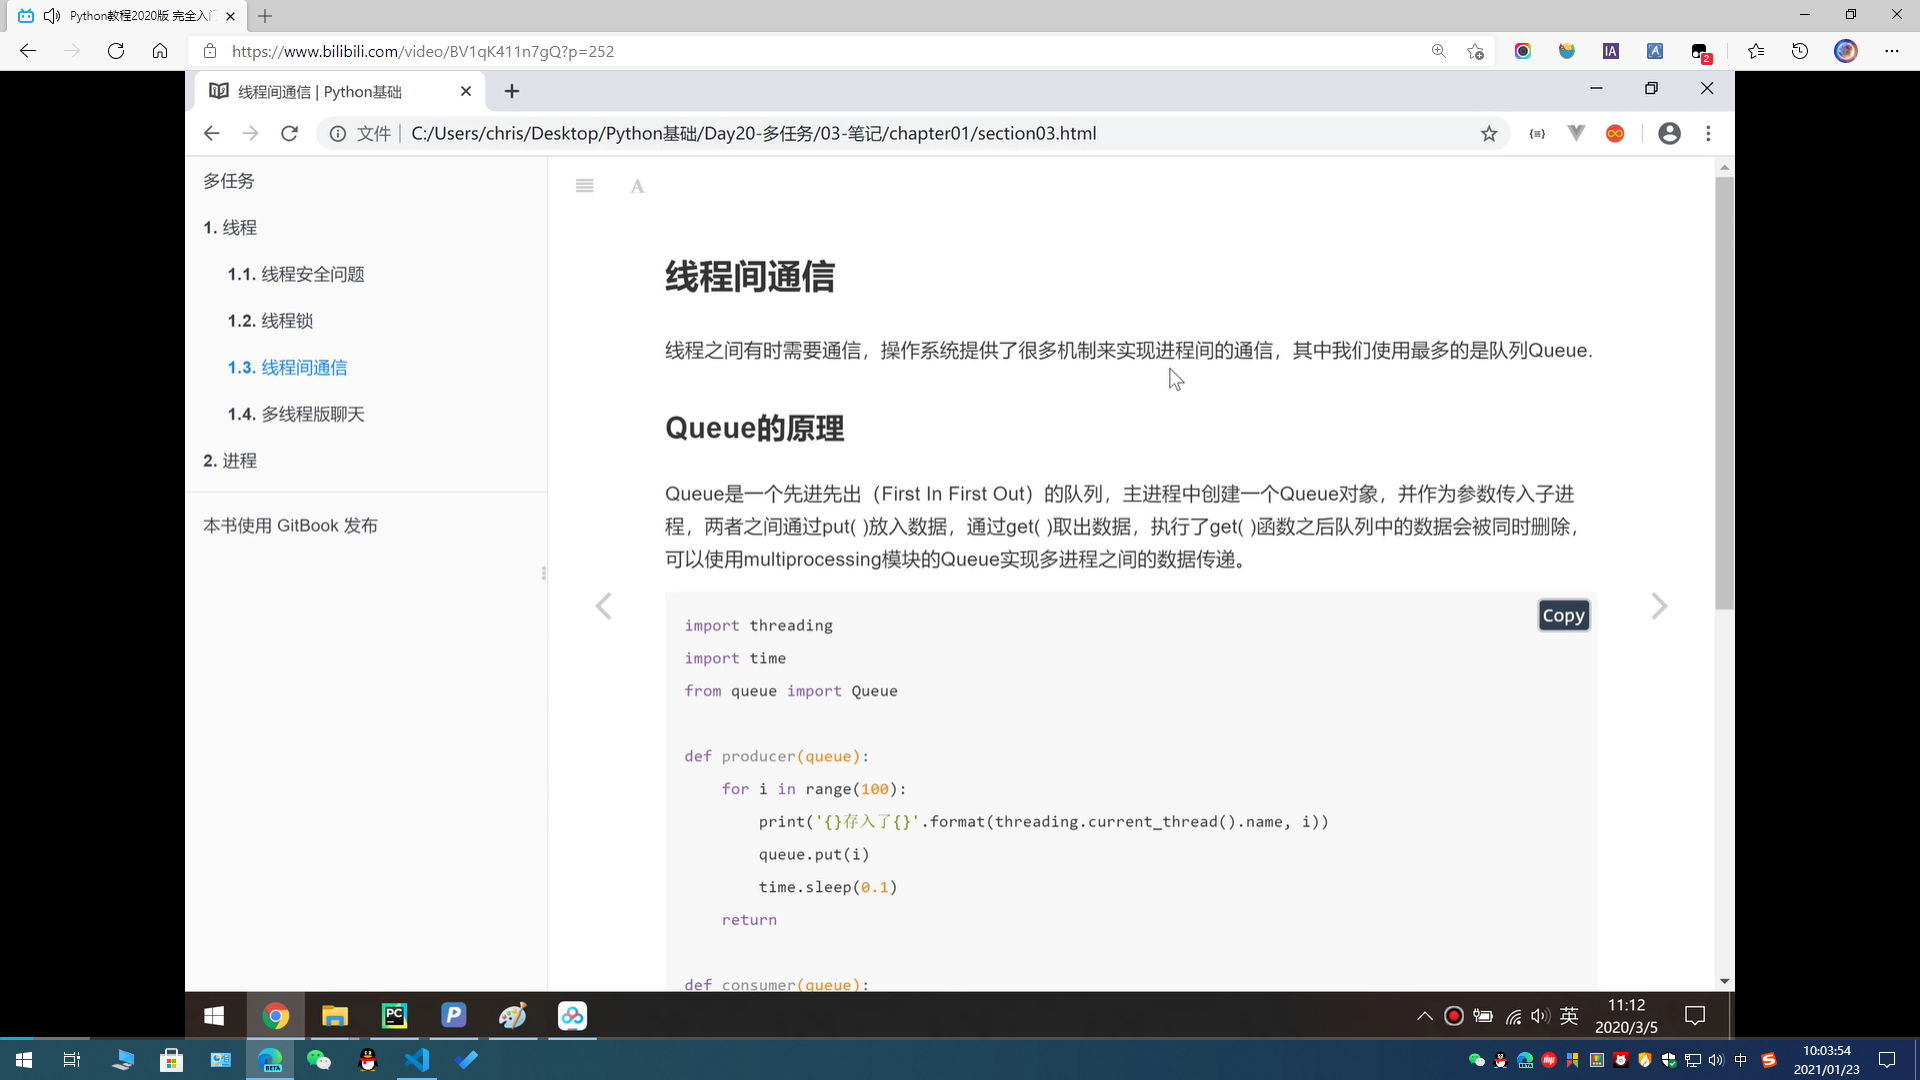 Python教程2020版 完全入门
https://www.bilibili.com/video/BV1qK411n7gQ?p=252
IA
A
2
线程间通信 | Python基础
文件
C:/Users/chris/Desktop/Python基础/Day20-多任务/03-笔记/chapter01/section03.html
多任务
1. 线程
1.1. 线程安全问题
1.2. 线程锁
1.3. 线程间通信
1.4. 多线程版聊天
2. 进程
本书使用 GitBook 发布
A
线程间通信
线程之间有时需要通信，操作系统提供了很多机制来实现进程间的通信，其中我们使用最多的是队列Queue.
Queue的原理
Queue是一个先进先出（First In First Out）的队列，主进程中创建一个Queue对象，并作为参数传入子进
程，两者之间通过put( )放入数据，通过get( )取出数据，执行了get( )函数之后队列中的数据会被同时删除，
可以使用multiprocessing模块的Queue实现多进程之间的数据传递。
Copy
import threading
import time
from queue import Queue
def producer(queue):
for i in range(100):
print('{}存入了{}'.format(threading.current_thread().name, i))
queue.put(i)
time.sleep(0.1)
return
def consumer(queue):
PC
P
英
11:12
2020/3/5
BETA
中
S
10:03:54
2021/01/23